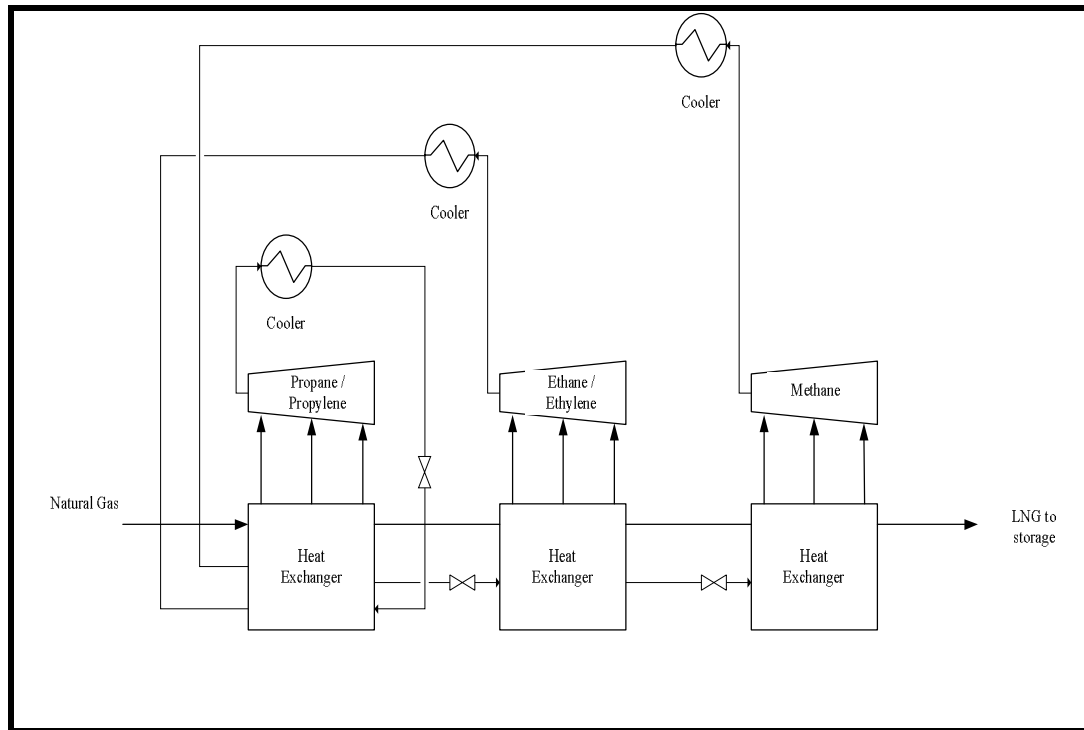 Cooler
Cooler
Cooler
Propane /
Propylene
Ethane /
Ethylene
Methane
Natural Gas
Heat
Exchanger
Heat
Exchanger
Heat
Exchanger
LNG to
storage